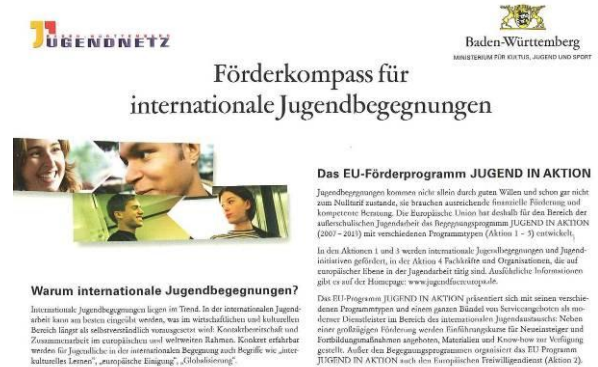 BADEN-WÜRTTEMBERG
JUGENDNETZ
Baden-Württemberg
MINISTERIUM FÜR KULTUS, JUGEND UND SPORT
Förderkompass für
internationale Jugendbegegnungen
Warum internationale Jugendbegegnungen?
Internationale Jugendbegegnungen liegen im Trend. In der internationalen Jugend-
arbeit kann am besten eingeübt werden, was im wirtschaftlichen und kulturellen
Bereich längst als selbstverständlich vorausgesetzt wird: Kontaktbereitschaft und
Zusammenarbeit im europäischen und weltweiten Rahmen. Konkret erfahrbar
werden für Jugendliche in der internationalen Begegnung auch Begriffe wie „inter-
kulturelles Lernen", „europäische Einigung", „Globalisierung".
Das EU-Förderprogramm JUGEND IN AKTION
Jugendbegegnungen kommen nicht allein durch guten Willen und schon gar nicht
zum Nulltarif zustande, sie brauchen ausreichende finanzielle Förderung und
kompetente Beratung. Die Europäische Union hat deshalb für den Bereich der
außerschulischen Jugendarbeit das Begegnungsprogramm JUGEND IN AKTION
(2007 – 2013) mit verschiedenen Programmtypen (Aktion 1 – 5) entwickelt.
In den Aktionen 1 und 3 werden internationale Jugendbegegnungen und Jugend-
initiativen gefördert, in der Aktion 4 Fachkräfte und Organisationen, die auf
europäischer Ebene in der Jugendarbeit tätig sind. Ausführliche Informationen
gibt es auf der Homepage: www.jugendfuereuropa.de.
Das EU-Programm JUGEND IN AKTION präsentiert sich mit seinen verschie-
denen Programmtypen und einem ganzen Bündel von Serviceangeboten als mo-
derner Dienstleister im Bereich des internationalen Jugendaustauschs: Neben
einer großzügigen Förderung werden Einführungskurse für Neueinsteiger und
Fortbildungsmaßnahmen angeboten, Materialien und Know-how zur Verfügung
gestellt. Außer den Begegnungsprogrammen organisiert das EU Programm
JUGEND IN AKTION auch den Europäischen Freiwilligendienst (Aktion 2).